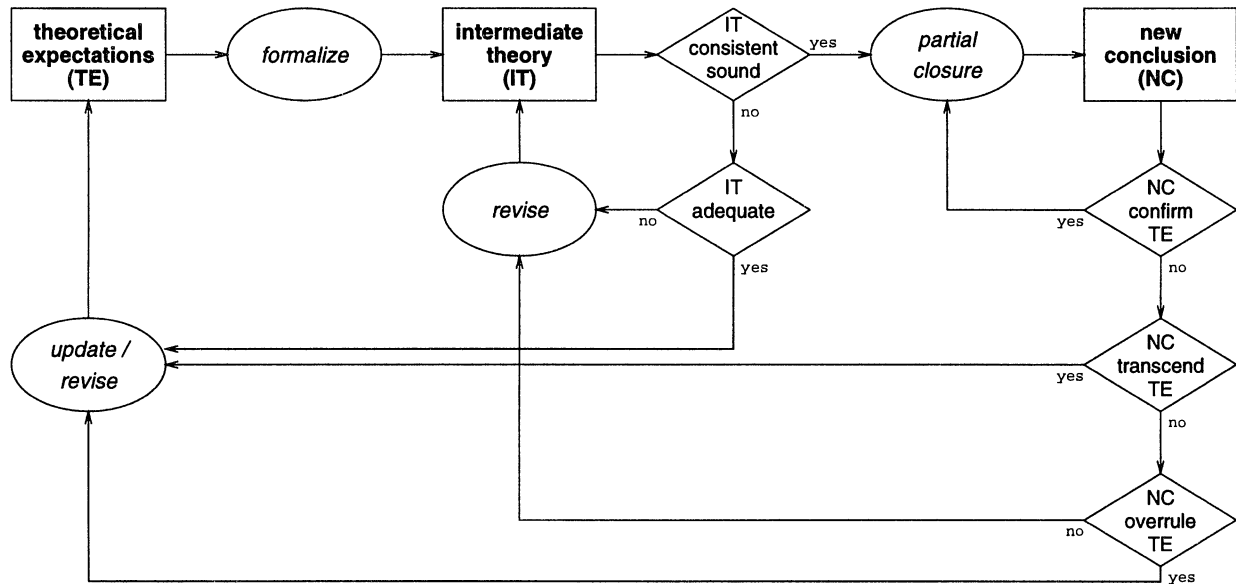 theoretical
expectations
(TE)
formalize
intermediate
theory
(IT)
IT
consistent
sound
yes
partial
closure
new
conclusion
(NC)
no
revise
no
IT
adequate
yes
yes
NC
confirm
TE
no
update /
revise
yes
NC
transcend
TE
no
no
NC
overrule
TE
yes